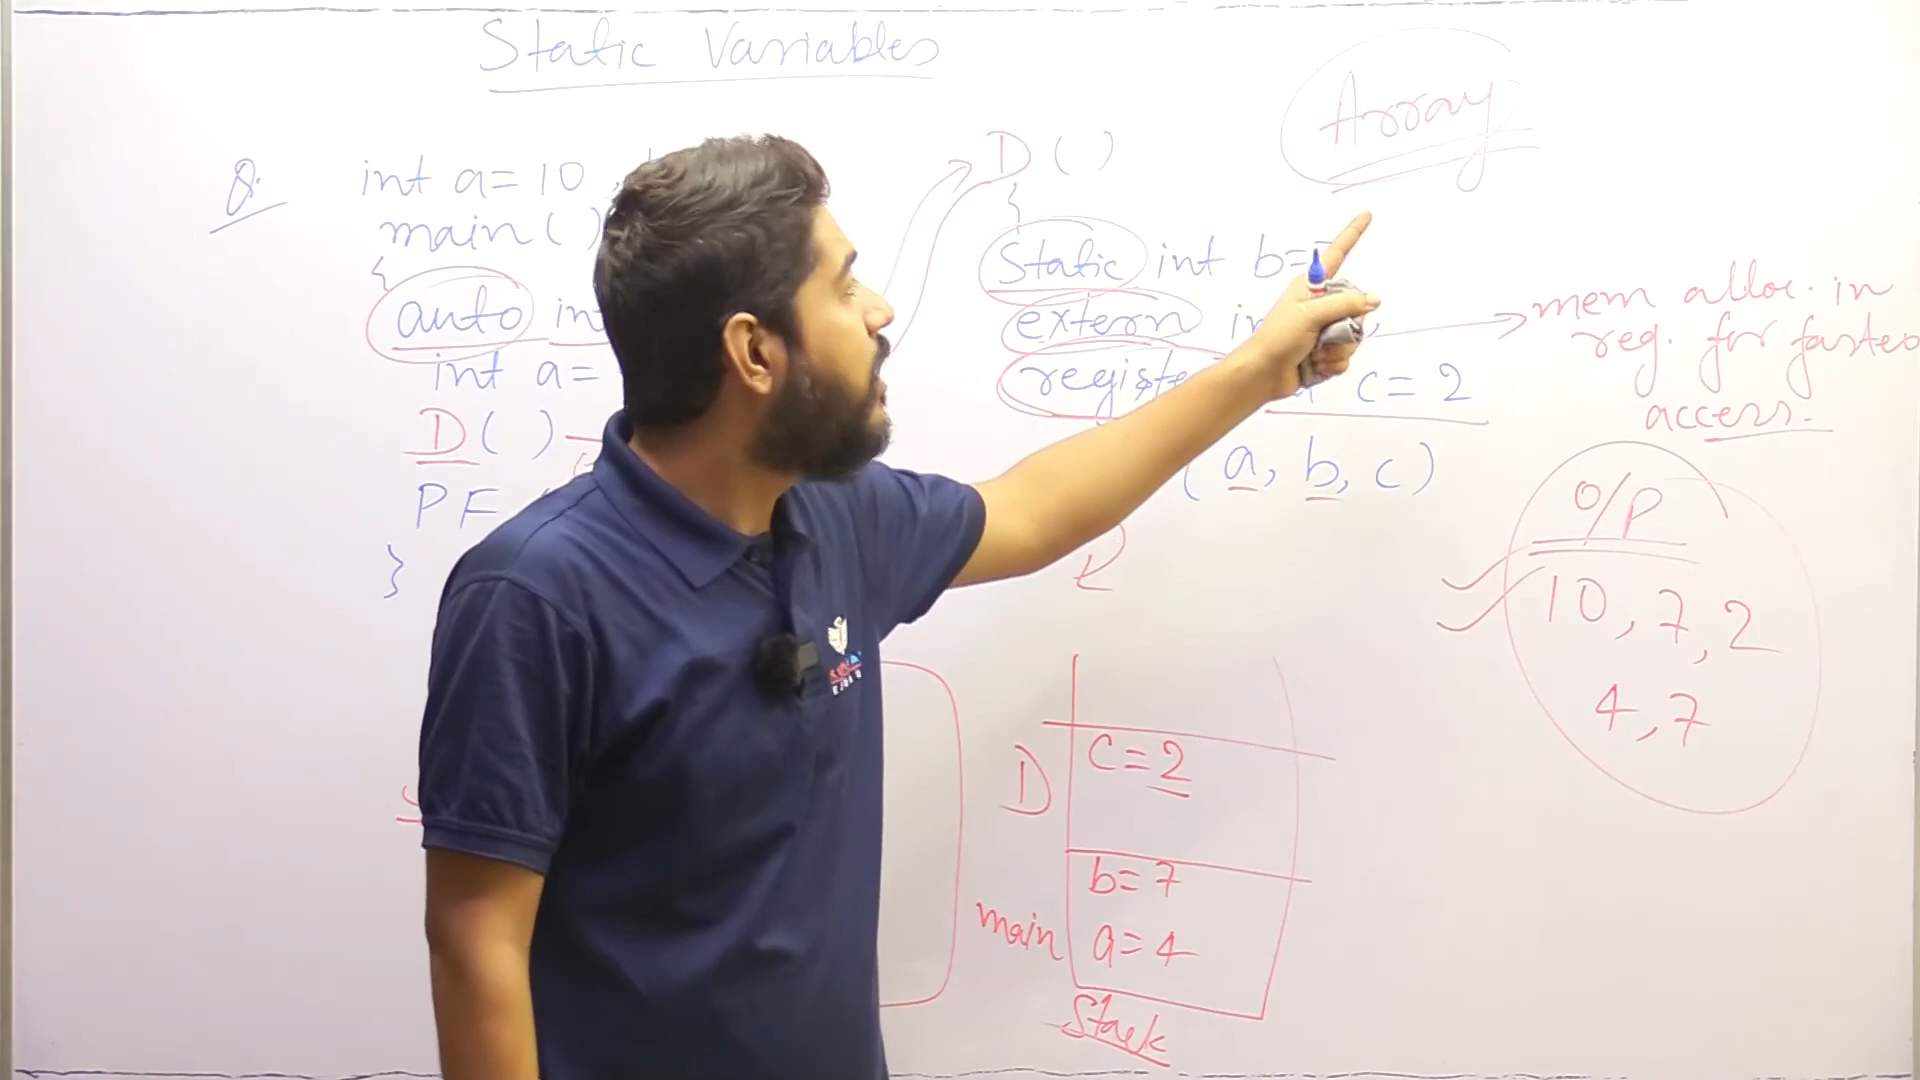 Static Variables
Array
Q. int a=10
main()
{
auto int
int a=
D()
PF
}
D()
{
static int b=
extern
register c=2
(a, b, c)
mem alloc. in
reg. for faster
access.
O/P
10, 7, 2
4, 7
D
c=2
b=7
main
a=4
Stack